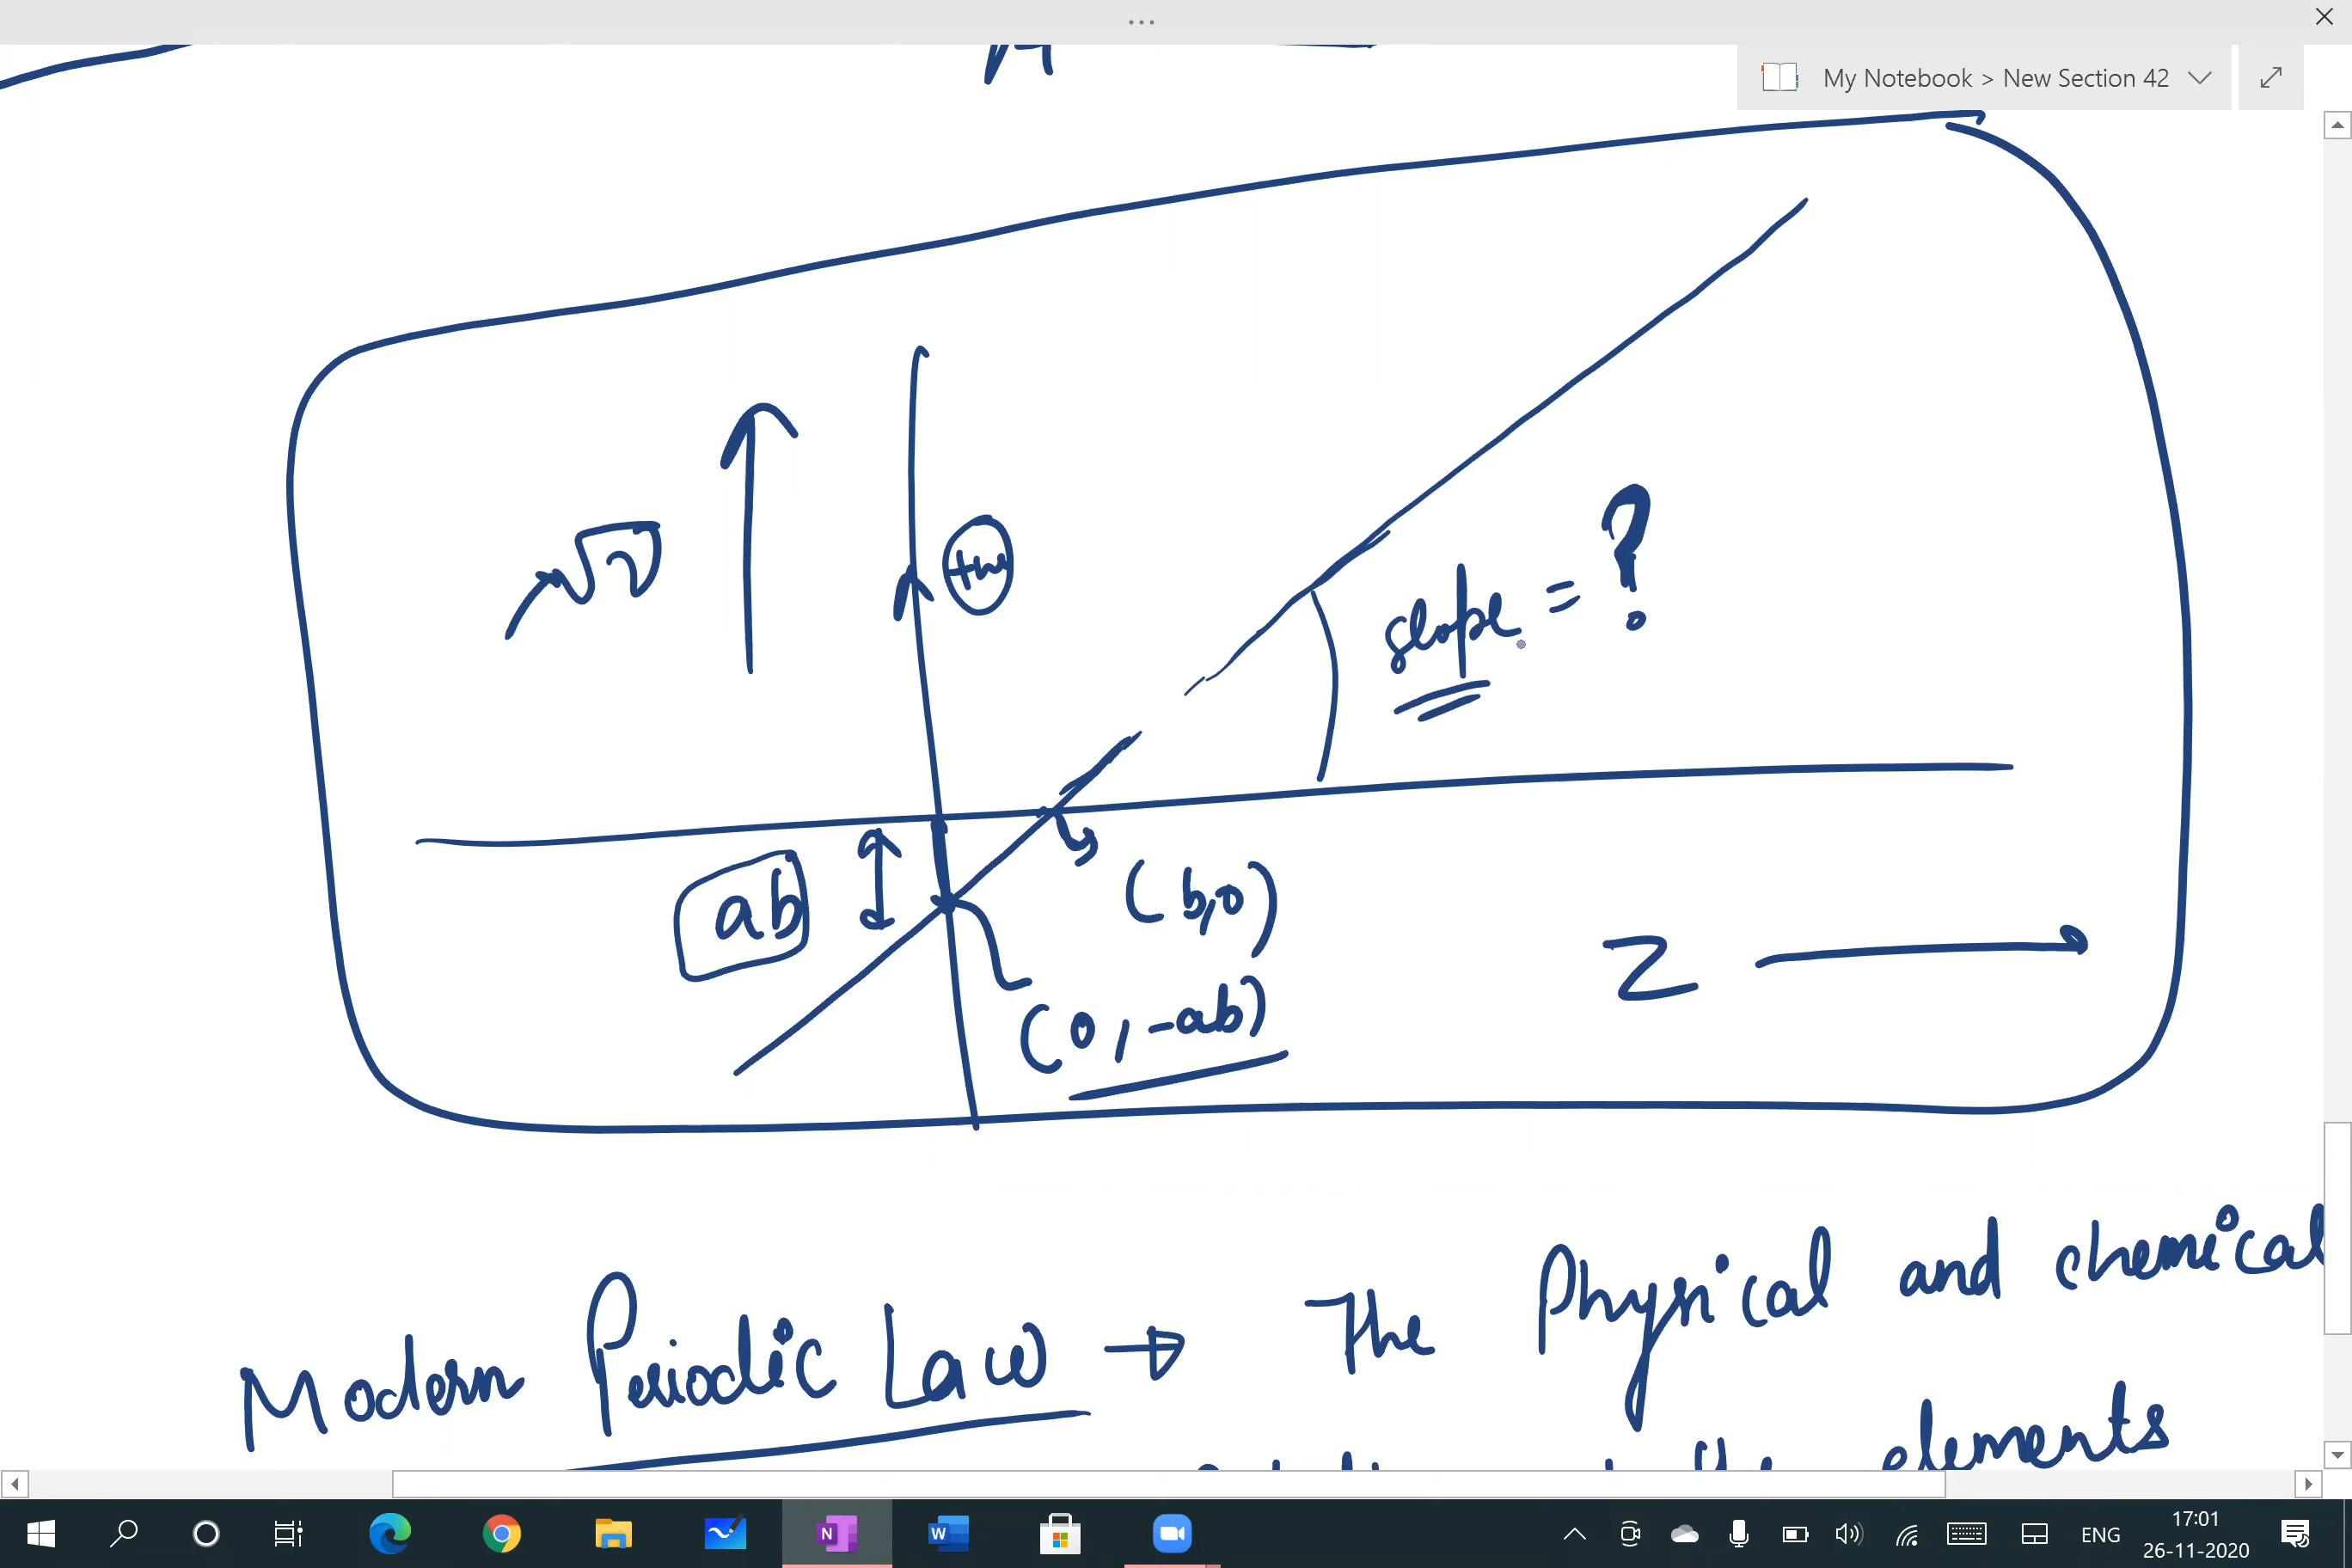 ...
My Notebook > New Section 42
√ν
+ve
slope = ?
ab
(b,0)
(0, -ab)
Z
Modern Periodic Law → The Physical and chemical
elements
ENG
17:01
26-11-2020